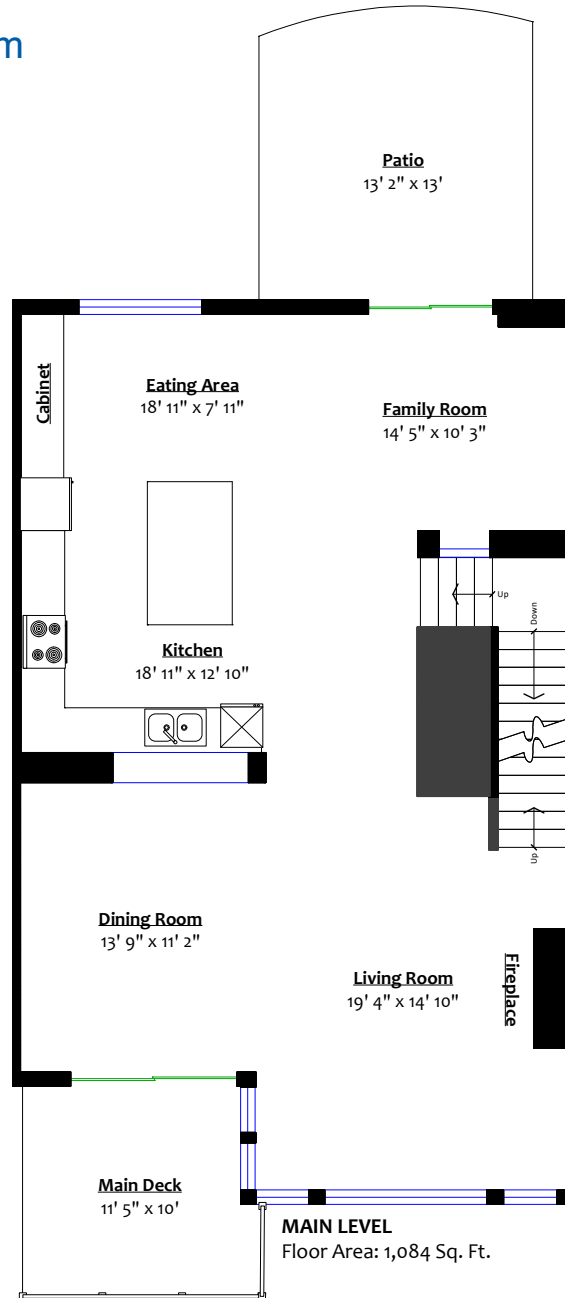 m
Patio
13' 2" x 13'
Cabinet
Eating Area
18' 11" x 7' 11"
Family Room
14' 5" x 10' 3"
Up
Down
Kitchen
18' 11" x 12' 10"
Up
Dining Room
13' 9" x 11' 2"
Living Room
19' 4" x 14' 10"
Fireplace
Main Deck
11' 5" x 10'
MAIN LEVEL
Floor Area: 1,084 Sq. Ft.